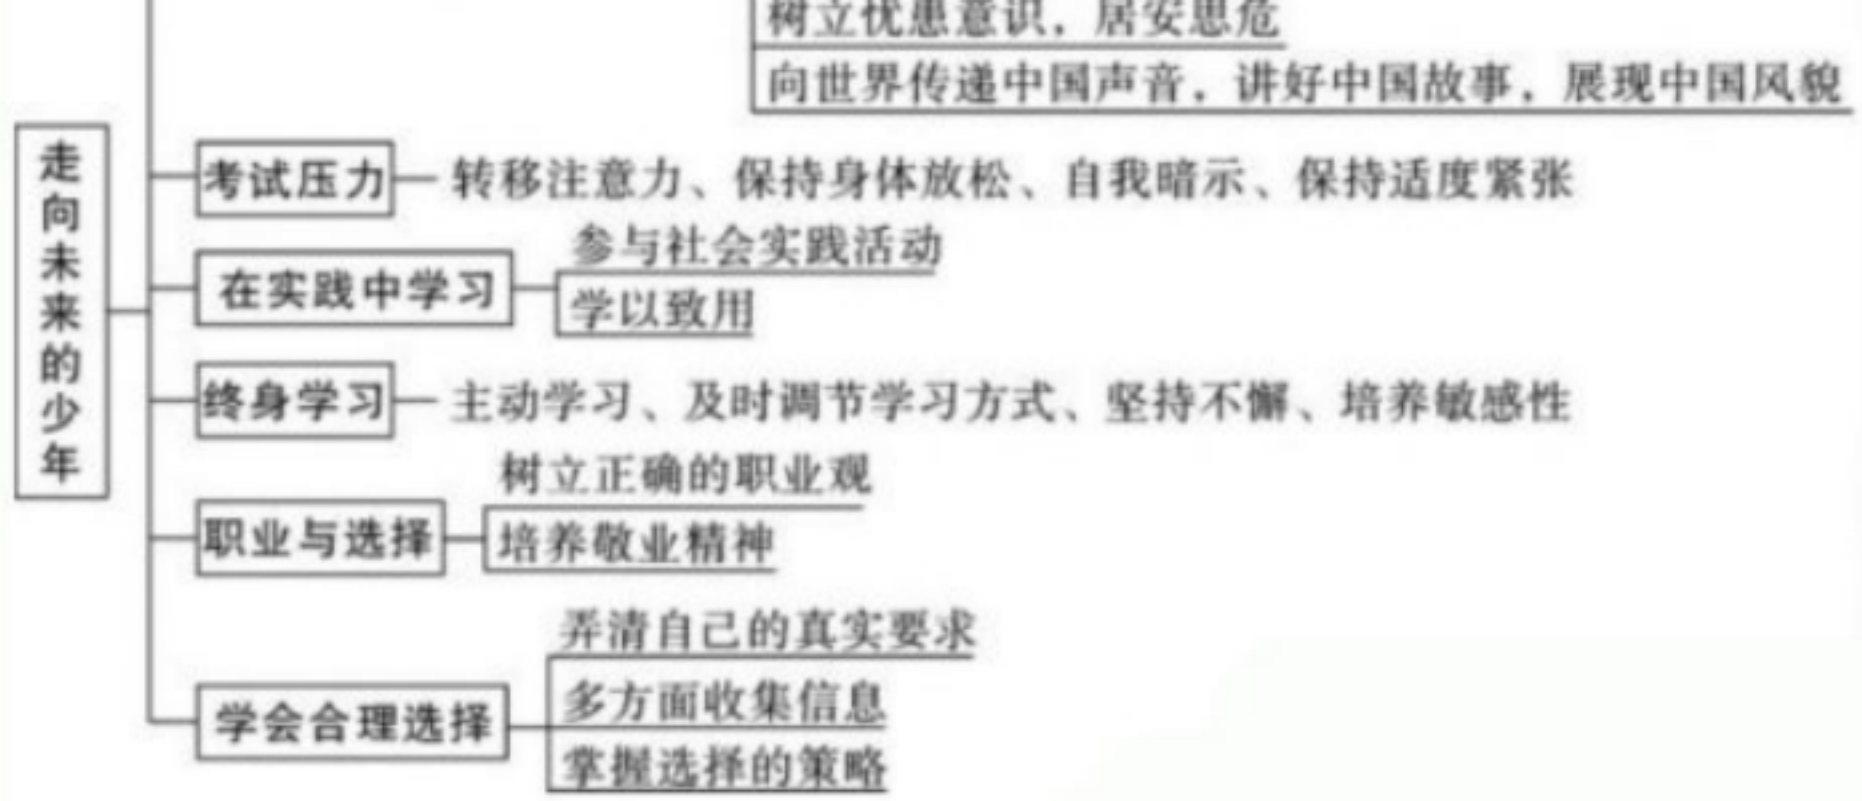 树立忧患意识，居安思危
向世界传递中国声音，讲好中国故事，展现中国风貌
走向未来的少年
考试压力
转移注意力、保持身体放松、自我暗示、保持适度紧张
在实践中学习
参与社会实践活动
学以致用
终身学习
主动学习、及时调节学习方式、坚持不懈、培养敏感性
职业与选择
树立正确的职业观
培养敬业精神
学会合理选择
弄清自己的真实要求
多方面收集信息
掌握选择的策略